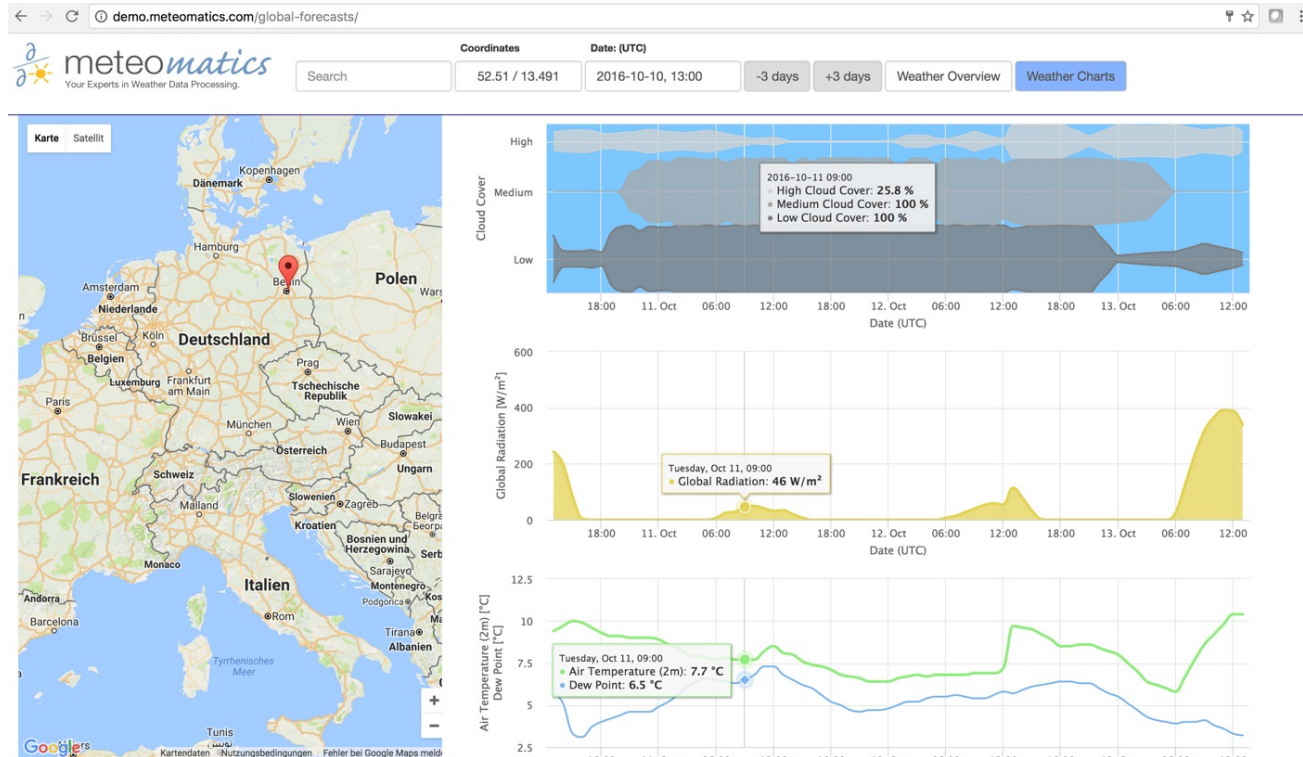 demo.meteomatics.com/global-forecasts/
meteomatics
Your Experts in Weather Data Processing.
Search
Coordinates
52.51 / 13.491
Date: (UTC)
2016-10-10, 13:00
-3 days
+3 days
Weather Overview
Weather Charts
Karte
Satellit
Kopenhagen
Dänemark
Hamburg
Berlin
Polen
Amsterdam
Niederlande
Brüssel
Köln
Deutschland
Belgien
Luxemburg
Frankfurt
am Main
Prag
Tschechische
Republik
Paris
München
Wien
Slowakei
Budapest
Österreich
Ungarn
Frankreich
Schweiz
Mailand
Slowenien
Zagreb
Kroatien
Bosnien und
Herzegowina
Sarajevo
Monaco
Italien
Montenegro
Podgorica
Andorra
Barcelona
Rom
Tirana
Albanien
Tyrrhenisches
Meer
Tunis
تونس
+
−
Google
Kartendaten
Nutzungsbedingungen
Fehler bei Google Maps
Cloud Cover
High
Medium
Low
2016-10-11 09:00
High Cloud Cover: 25.8 %
Medium Cloud Cover: 100 %
Low Cloud Cover: 100 %
18:00 11. Oct 06:00 12:00 18:00 12. Oct 06:00 12:00 18:00 13. Oct 06:00 12:00
Date (UTC)
Global Radiation [W/m²]
600
400
200
0
Tuesday, Oct 11, 09:00
Global Radiation: 46 W/m²
18:00 11. Oct 06:00 12:00 18:00 12. Oct 06:00 12:00 18:00 13. Oct 06:00 12:00
Date (UTC)
Air Temperature (2m) [°C]
Dew Point [°C]
12.5
10
7.5
5
2.5
Tuesday, Oct 11, 09:00
Air Temperature (2m): 7.7 °C
Dew Point: 6.5 °C